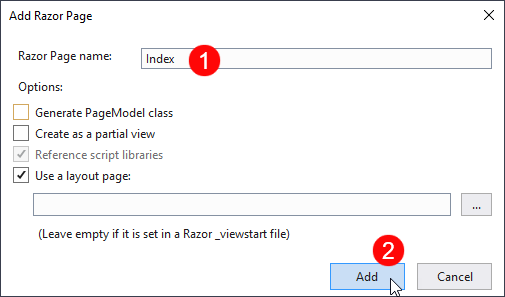 Add Razor Page
Razor Page name: Index 1
Options:
Generate PageModel class
Create as a partial view
Reference script libraries
Use a layout page:
...
(Leave empty if it is set in a Razor _viewstart file)
2
Add Cancel